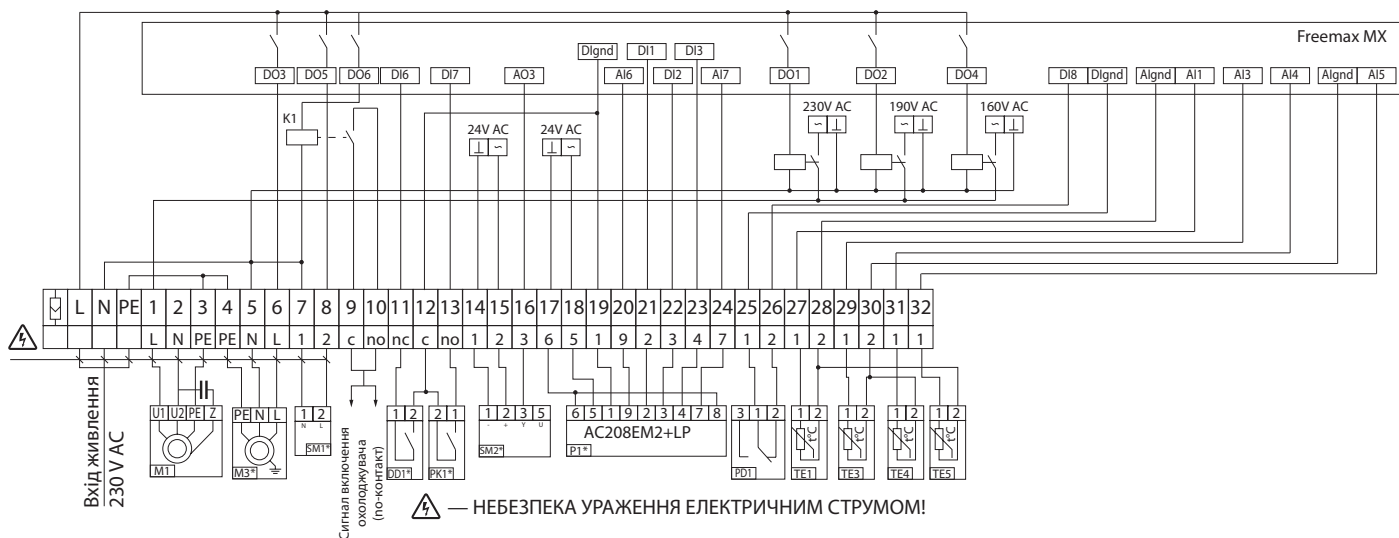 Freemax MX
DIgnd DI1 DI3
DO3 DO5 DO6 DI6 DI7 AO3 AI6 DI2 AI7 DO1 DO2 DO4 DI8 DIgnd AIgnd AI1 AI3 AI4 AIgnd AI5
K1
24V AC 24V AC 230V AC 190V AC 160V AC
⊥ ~ ⊥ ~ ~ ⊥ ~ ⊥ ~ ⊥
L N PE 1 2 3 4 5 6 7 8 9 10 11 12 13 14 15 16 17 18 19 20 21 22 23 24 25 26 27 28 29 30 31 32
L N PE PE N L 1 2 c no nc c no 1 2 3 6 5 1 9 2 3 4 7 1 2 1 2 1 2 1 1
Вхід живлення
230 V AC
U1 U2 PE Z
M1
PE N L
M3*
1 2
N L
SM1*
Сигнал включення
охолоджувача
(no-контакт)
1 2
DD1*
2 1
PK1*
1 2 3 5
- + Y U
SM2*
6 5 1 9 2 3 4 7 8
AC208EM2+LP
P1*
3 1 2
PD1
1 2
t°C
TE1
1 2
t°C
TE3
1 2
t°C
TE4
1 2
t°C
TE5
— НЕБЕЗПЕКА УРАЖЕННЯ ЕЛЕКТРИЧНИМ СТРУМОМ!